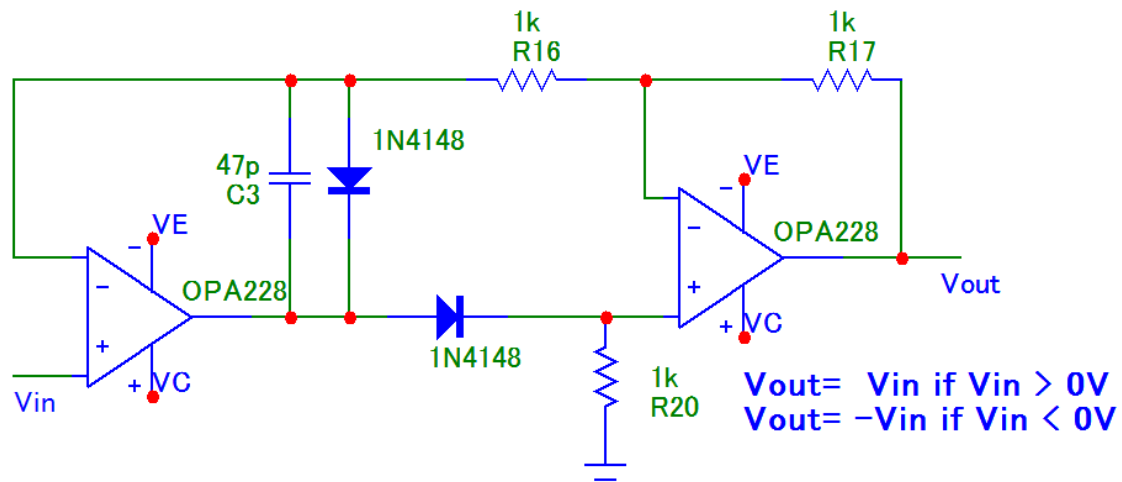 1k
R16
1k
R17
1N4148
47p
C3
VE
-
VE
-
OPA228
OPA228
-
-
+
+
Vout
+ VC
+ VC
1N4148
Vin
1k
R20
Vout=  Vin if Vin > 0V
Vout= -Vin if Vin < 0V